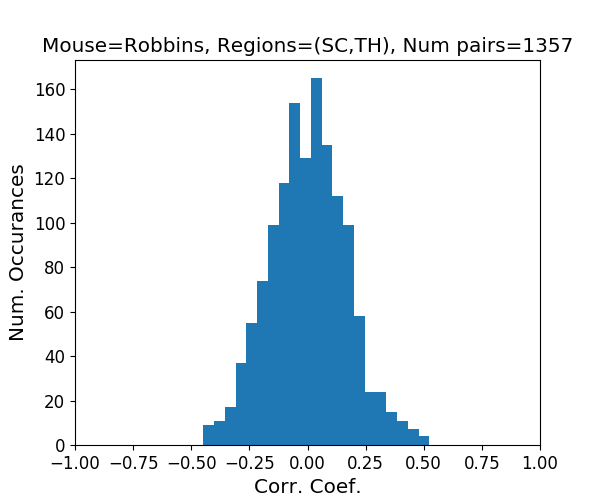 Mouse=Robbins, Regions=(SC,TH), Num pairs=1357
Num. Occurances
160
140
120
100
80
60
40
20
0
−1.00 −0.75 −0.50 −0.25 0.00 0.25 0.50 0.75 1.00
Corr. Coef.